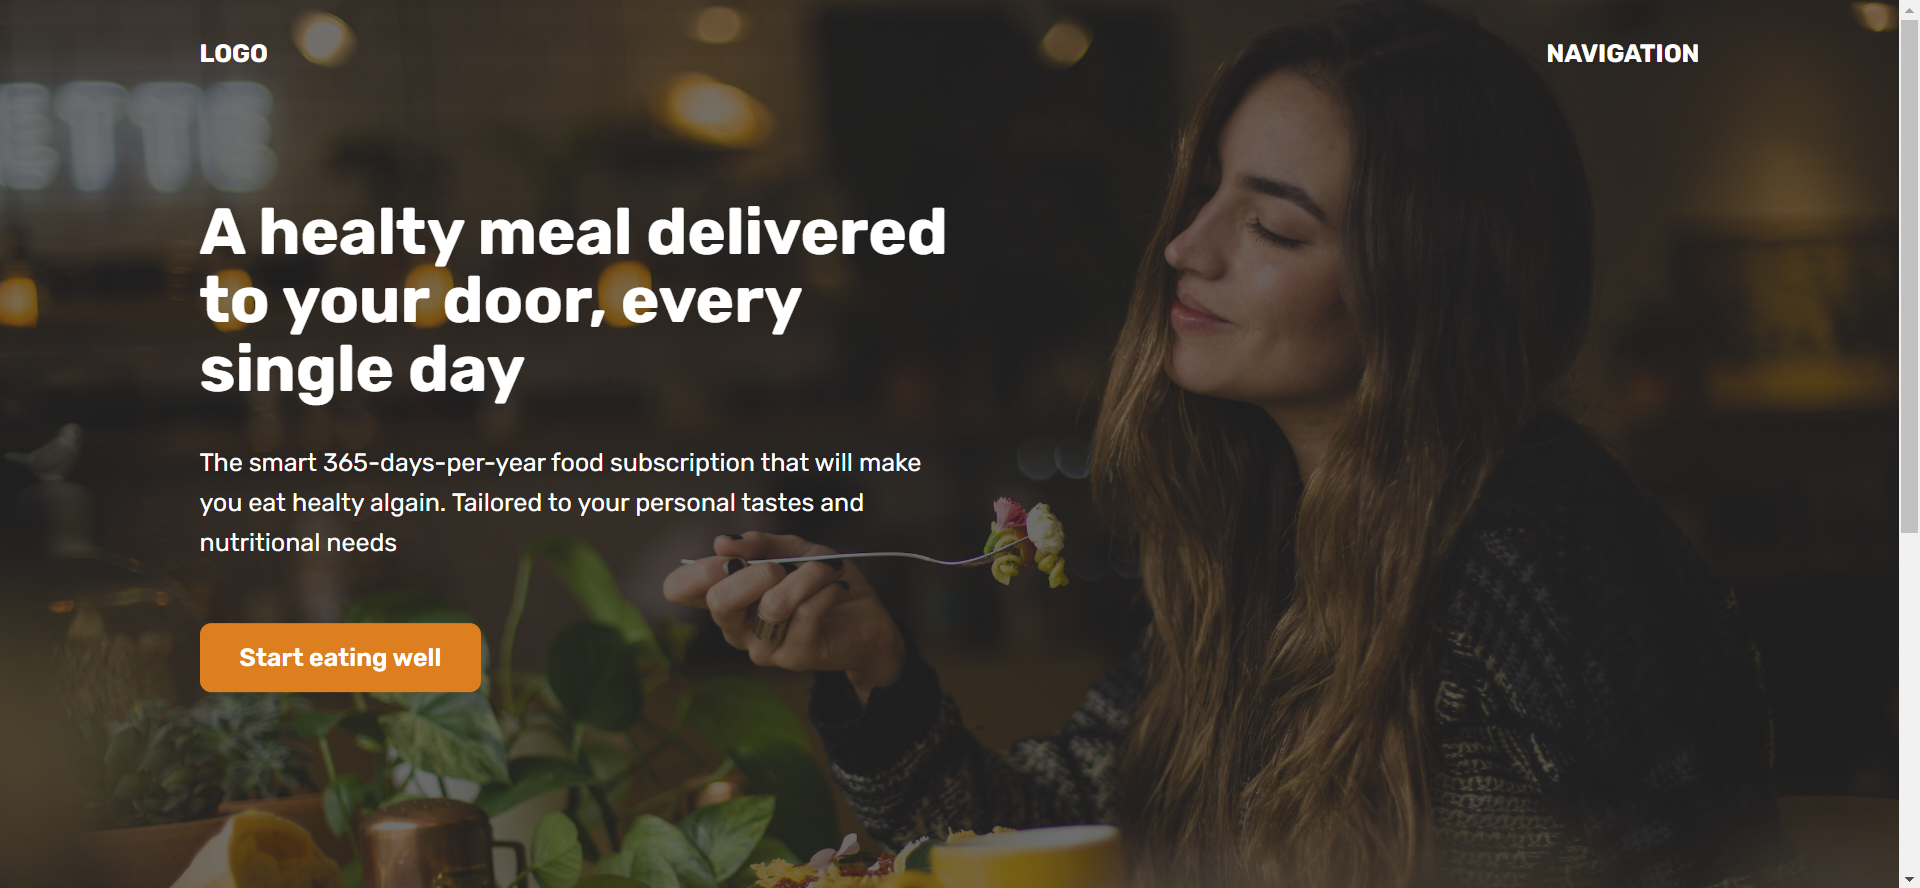 LOGO
NAVIGATION
ETTE
A healty meal delivered
to your door, every
single day
The smart 365-days-per-year food subscription that will make
you eat healty algain. Tailored to your personal tastes and
nutritional needs
Start eating well